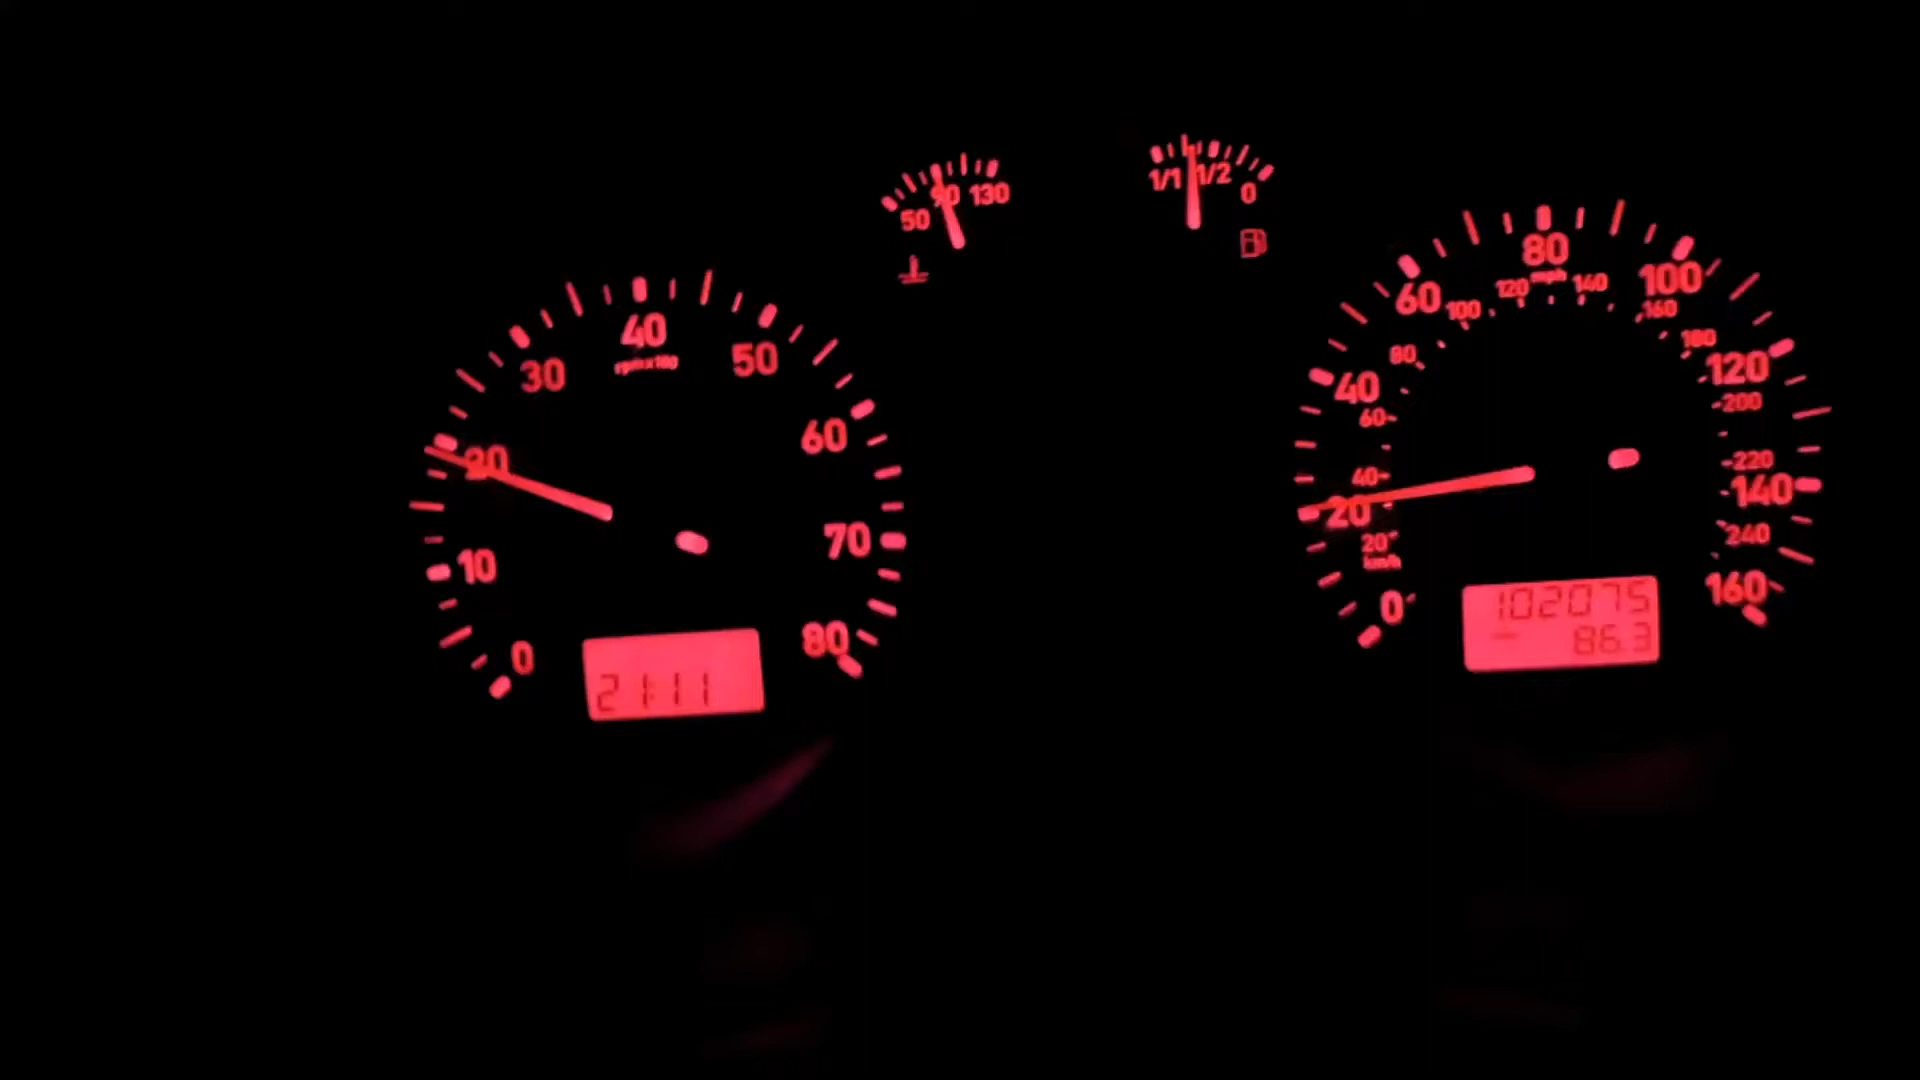 50 90 130
1/1 1/2 0
0 10 20 30 40 50 60 70 80
rpmx100
21:11
0 20 40 60 80 100 120 140 160
mph
20 40 60 80 100 120 140 160 180 200 220 240
km/h
102075
86.3